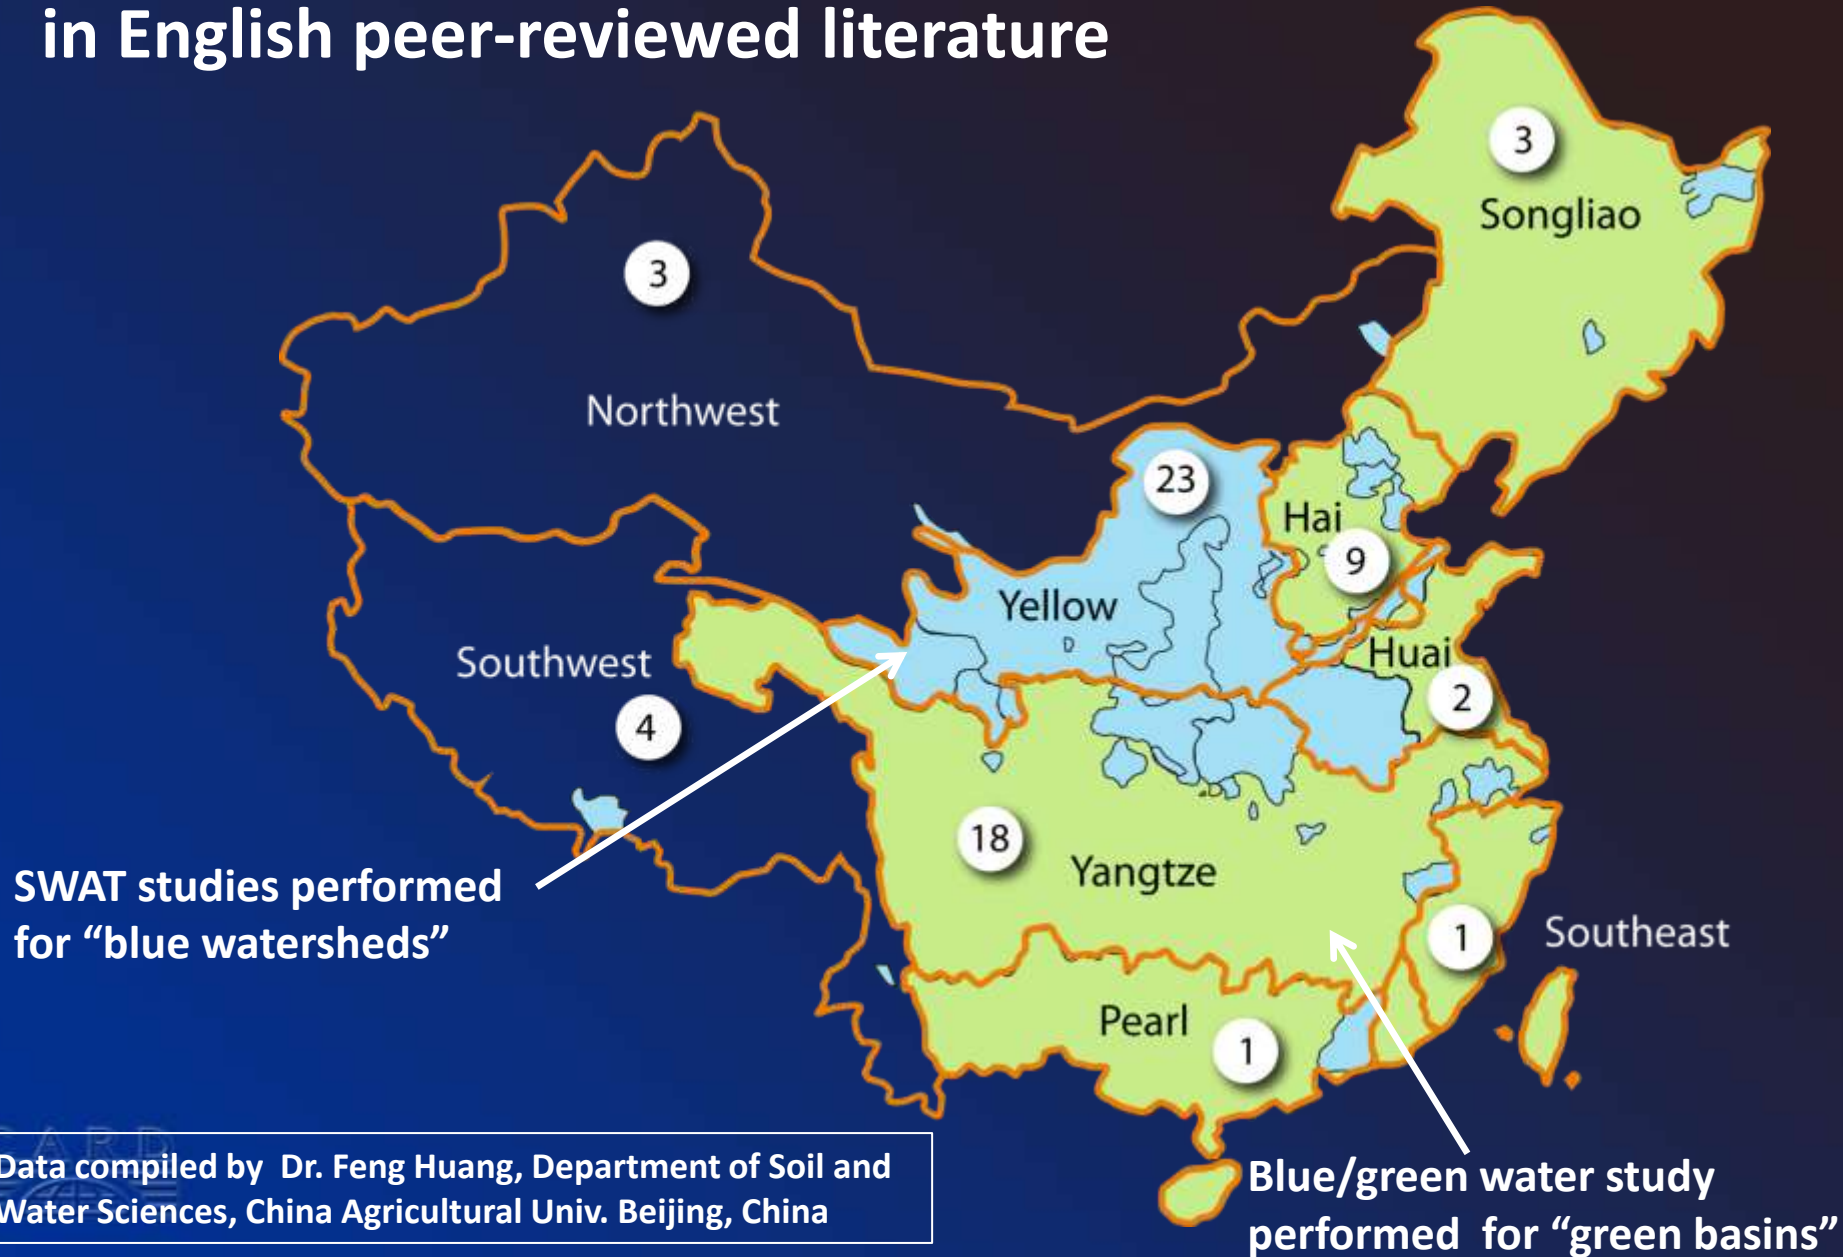 in English peer-reviewed literature
3
Songliao
3
Northwest
23
Hai
9
Yellow
Huai
Southwest
2
4
18
Yangtze
SWAT studies performed
for “blue watersheds”
1
Southeast
Pearl
1
CARD
Data compiled by Dr. Feng Huang, Department of Soil and
Water Sciences, China Agricultural Univ. Beijing, China
Blue/green water study
performed for “green basins”